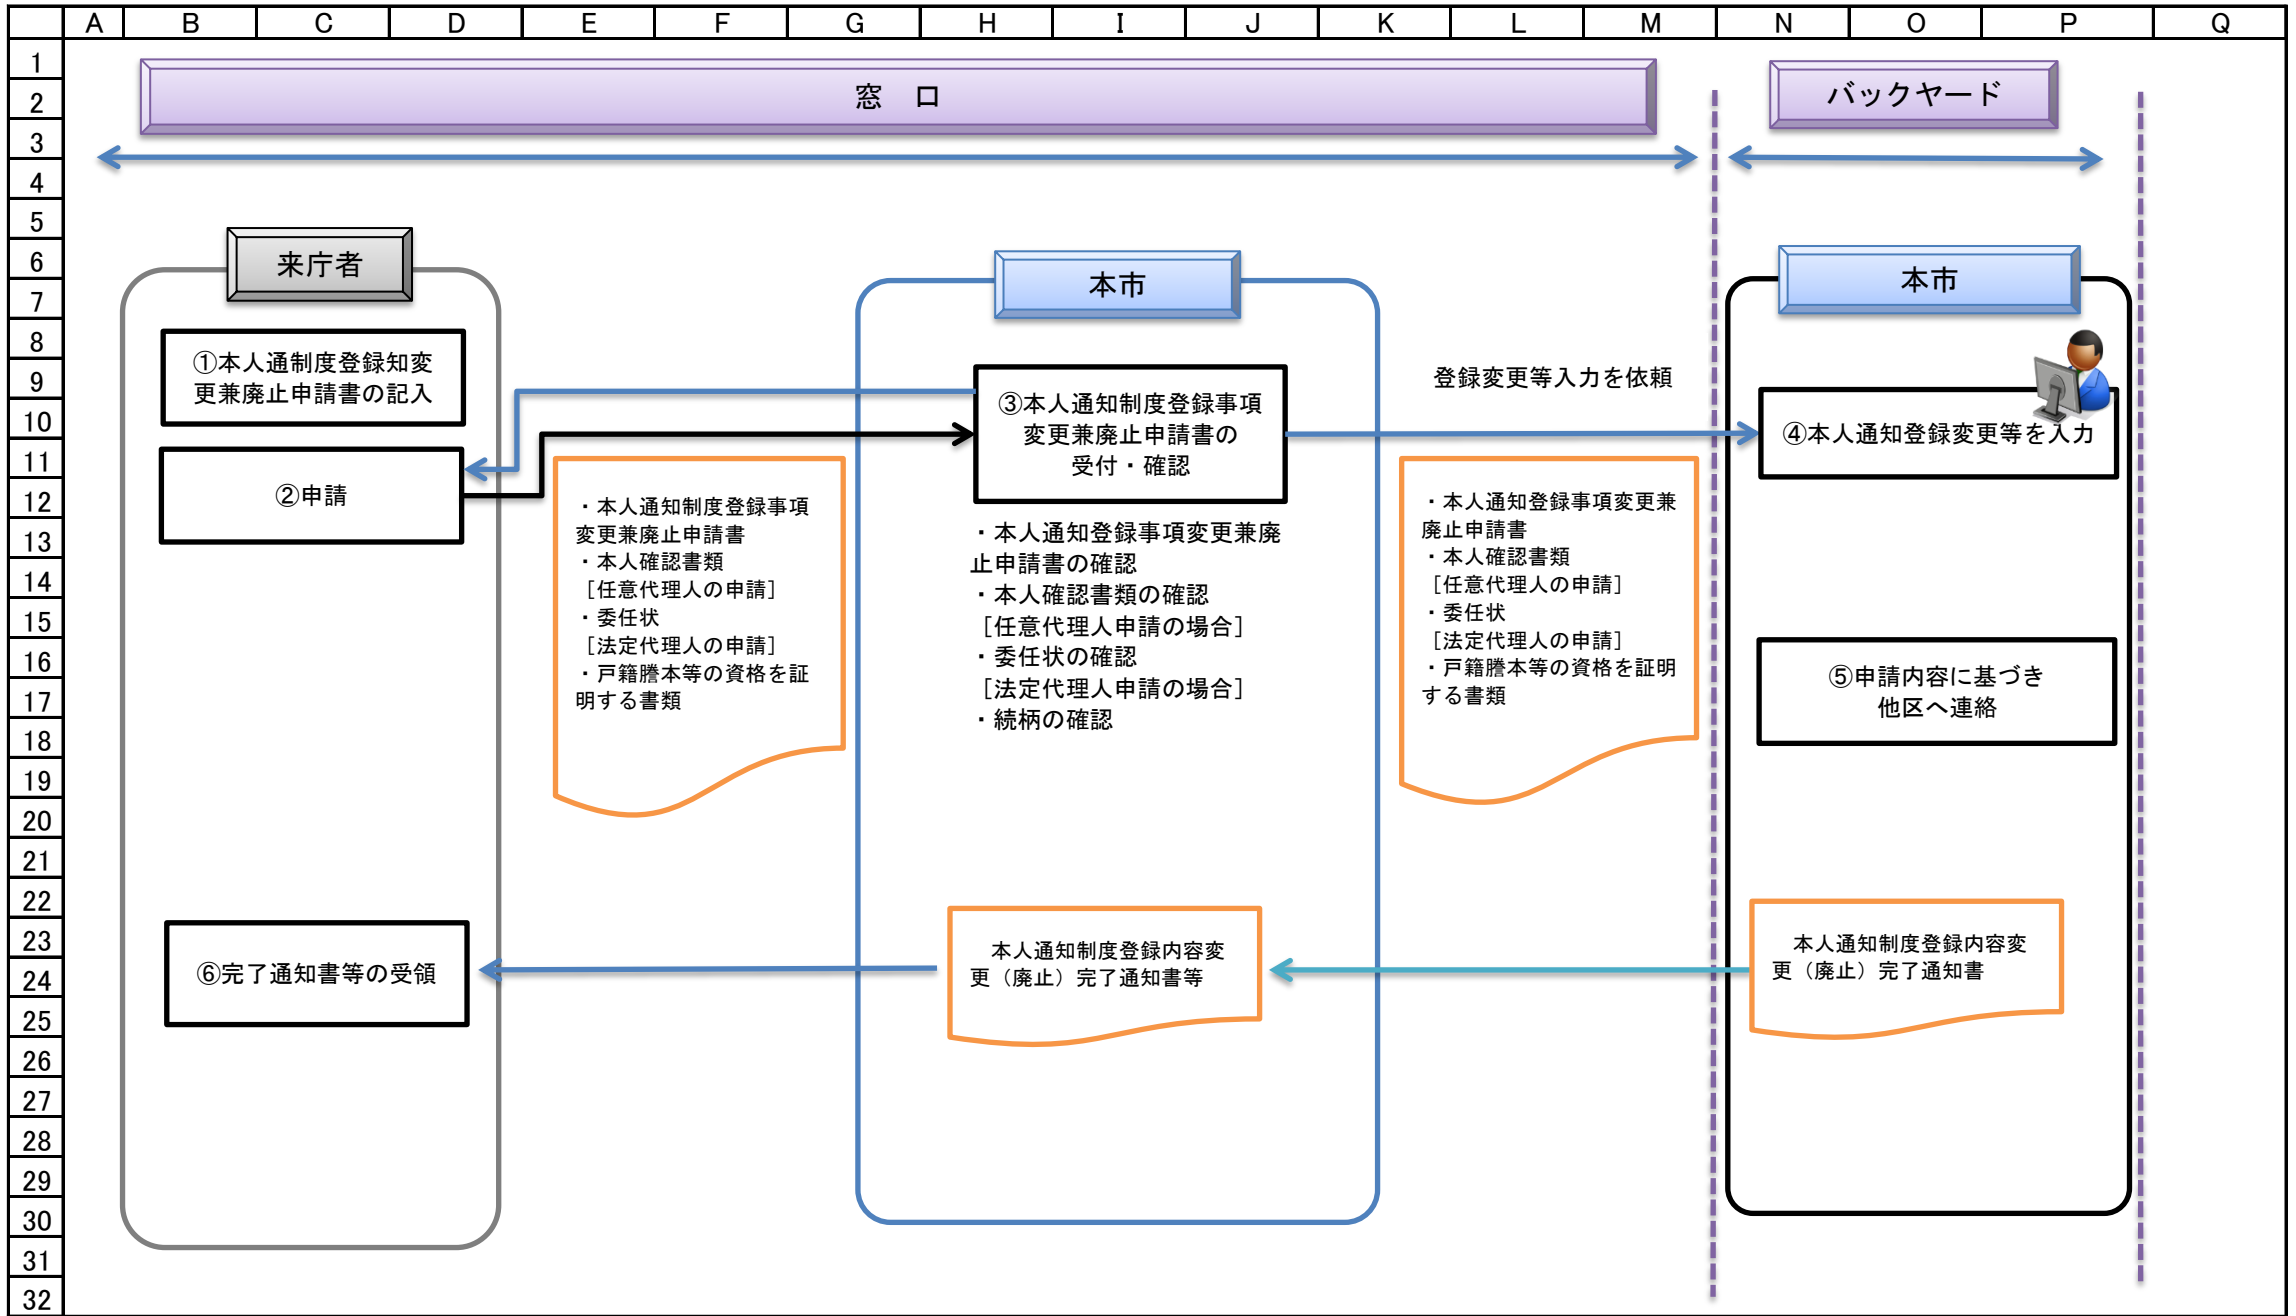 A B C D E F G H I J K L M N O P Q
1
2
3
4
5
6
7
8
9
10
11
12
13
14
15
16
17
18
19
20
21
22
23
24
25
26
27
28
29
30
31
32
窓　口
バックヤード
来庁者
①本人通制度登録知変
更兼廃止申請書の記入
②申請
・本人通知制度登録事項
変更兼廃止申請書
・本人確認書類
［任意代理人の申請］
・委任状
［法定代理人の申請］
・戸籍謄本等の資格を証
明する書類
本市
③本人通知制度登録事項
変更兼廃止申請書の
受付・確認
・本人通知登録事項変更兼廃
止申請書の確認
・本人確認書類の確認
［任意代理人申請の場合］
・委任状の確認
［法定代理人申請の場合］
・続柄の確認
登録変更等入力を依頼
・本人通知登録事項変更兼
廃止申請書
・本人確認書類
［任意代理人の申請］
・委任状
［法定代理人の申請］
・戸籍謄本等の資格を証明
する書類
本市
④本人通知登録変更等を入力
⑤申請内容に基づき
他区へ連絡
本人通知制度登録内容変
更（廃止）完了通知書
本人通知制度登録内容変
更（廃止）完了通知書等
⑥完了通知書等の受領